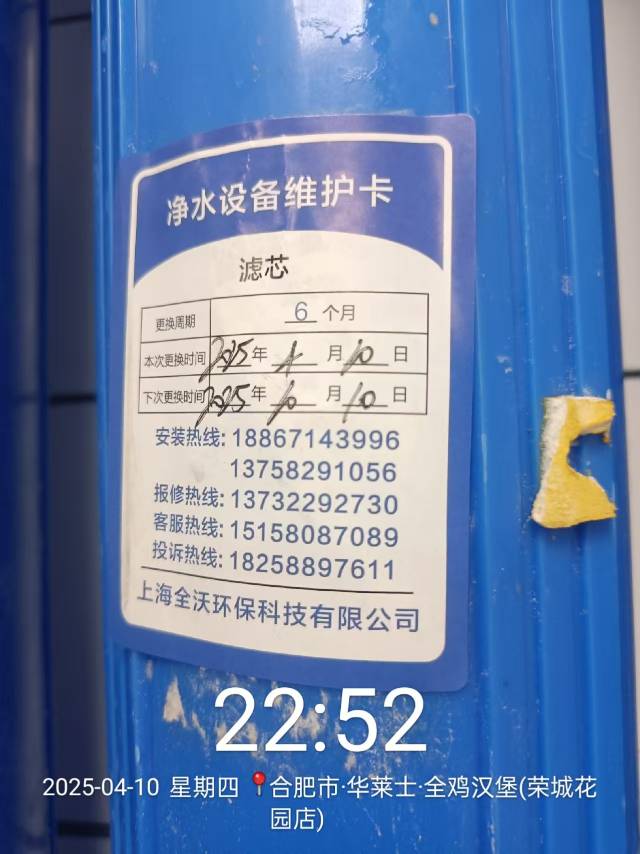 净水设备维护卡
滤芯
更换周期 6 个月
本次更换时间 2025年 4 月 10 日
下次更换时间 2025年 10 月 10 日
安装热线: 18867143996
13758291056
报修热线: 13732292730
客服热线: 15158087089
投诉热线: 18258897611
上海全沃环保科技有限公司
22:52
2025-04-10 星期四 📍合肥市·华莱士·全鸡汉堡(荣城花
园店)